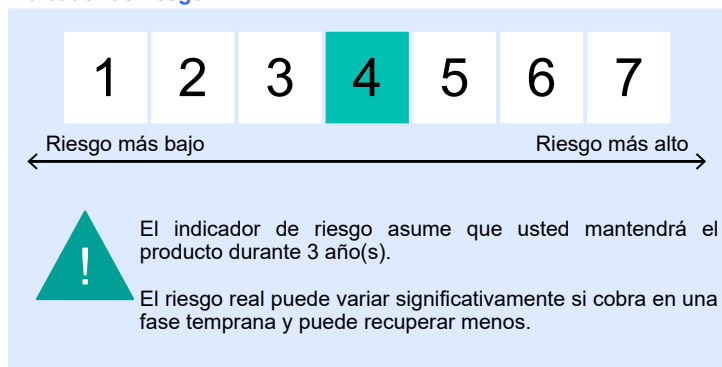 1 2 3 4 5 6 7
Riesgo más bajo Riesgo más alto
El indicador de riesgo asume que usted mantendrá el
producto durante 3 año(s).
!
El riesgo real puede variar significativamente si cobra en una
fase temprana y puede recuperar menos.